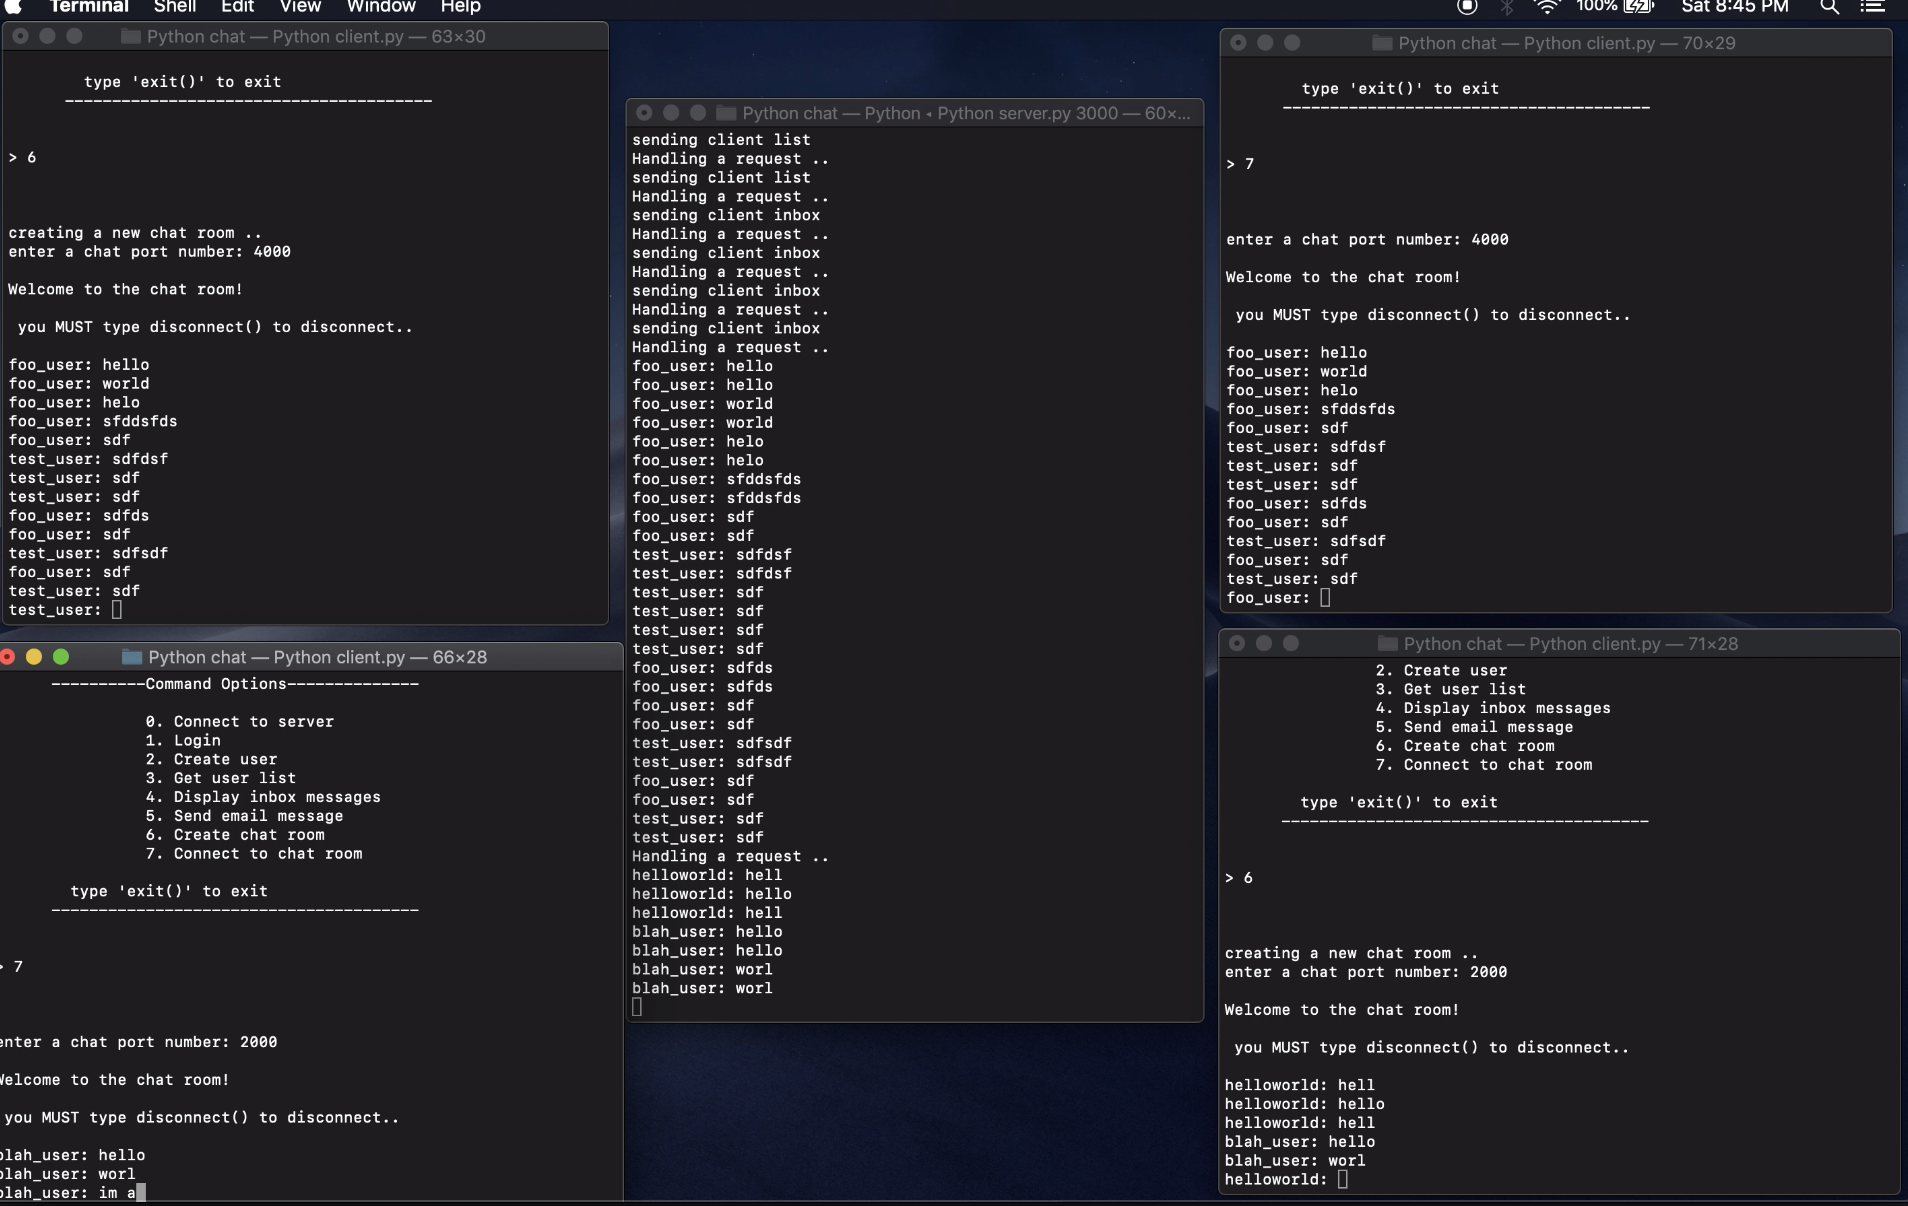 Terminal Shell Edit View Window Help 100% Sat 8:45 PM
Python chat — Python client.py — 63×30
type 'exit()' to exit
---------------------------------------
> 6
creating a new chat room ..
enter a chat port number: 4000
Welcome to the chat room!
you MUST type disconnect() to disconnect..
foo_user: hello
foo_user: world
foo_user: helo
foo_user: sfddsfds
foo_user: sdf
test_user: sdfdsf
test_user: sdf
test_user: sdf
foo_user: sdfds
foo_user: sdf
test_user: sdfsdf
foo_user: sdf
test_user: sdf
test_user:
Python chat — Python client.py — 66×28
----------Command Options--------------
0. Connect to server
1. Login
2. Create user
3. Get user list
4. Display inbox messages
5. Send email message
6. Create chat room
7. Connect to chat room
type 'exit()' to exit
---------------------------------------
> 7
enter a chat port number: 2000
Welcome to the chat room!
you MUST type disconnect() to disconnect..
blah_user: hello
blah_user: worl
blah_user: im a
Python chat — Python ◂ Python server.py 3000 — 60×...
sending client list
Handling a request ..
sending client list
Handling a request ..
sending client inbox
Handling a request ..
sending client inbox
Handling a request ..
sending client inbox
Handling a request ..
sending client inbox
Handling a request ..
foo_user: hello
foo_user: hello
foo_user: world
foo_user: world
foo_user: helo
foo_user: helo
foo_user: sfddsfds
foo_user: sfddsfds
foo_user: sdf
foo_user: sdf
test_user: sdfdsf
test_user: sdfdsf
test_user: sdf
test_user: sdf
test_user: sdf
test_user: sdf
foo_user: sdfds
foo_user: sdfds
foo_user: sdf
foo_user: sdf
test_user: sdfsdf
test_user: sdfsdf
foo_user: sdf
foo_user: sdf
test_user: sdf
test_user: sdf
Handling a request ..
helloworld: hell
helloworld: hello
helloworld: hell
blah_user: hello
blah_user: hello
blah_user: worl
blah_user: worl
Python chat — Python client.py — 70×29
type 'exit()' to exit
---------------------------------------
> 7
enter a chat port number: 4000
Welcome to the chat room!
you MUST type disconnect() to disconnect..
foo_user: hello
foo_user: world
foo_user: helo
foo_user: sfddsfds
foo_user: sdf
test_user: sdfdsf
test_user: sdf
test_user: sdf
foo_user: sdfds
foo_user: sdf
test_user: sdfsdf
foo_user: sdf
test_user: sdf
foo_user:
Python chat — Python client.py — 71×28
2. Create user
3. Get user list
4. Display inbox messages
5. Send email message
6. Create chat room
7. Connect to chat room
type 'exit()' to exit
---------------------------------------
> 6
creating a new chat room ..
enter a chat port number: 2000
Welcome to the chat room!
you MUST type disconnect() to disconnect..
helloworld: hell
helloworld: hello
helloworld: hell
blah_user: hello
blah_user: worl
helloworld: